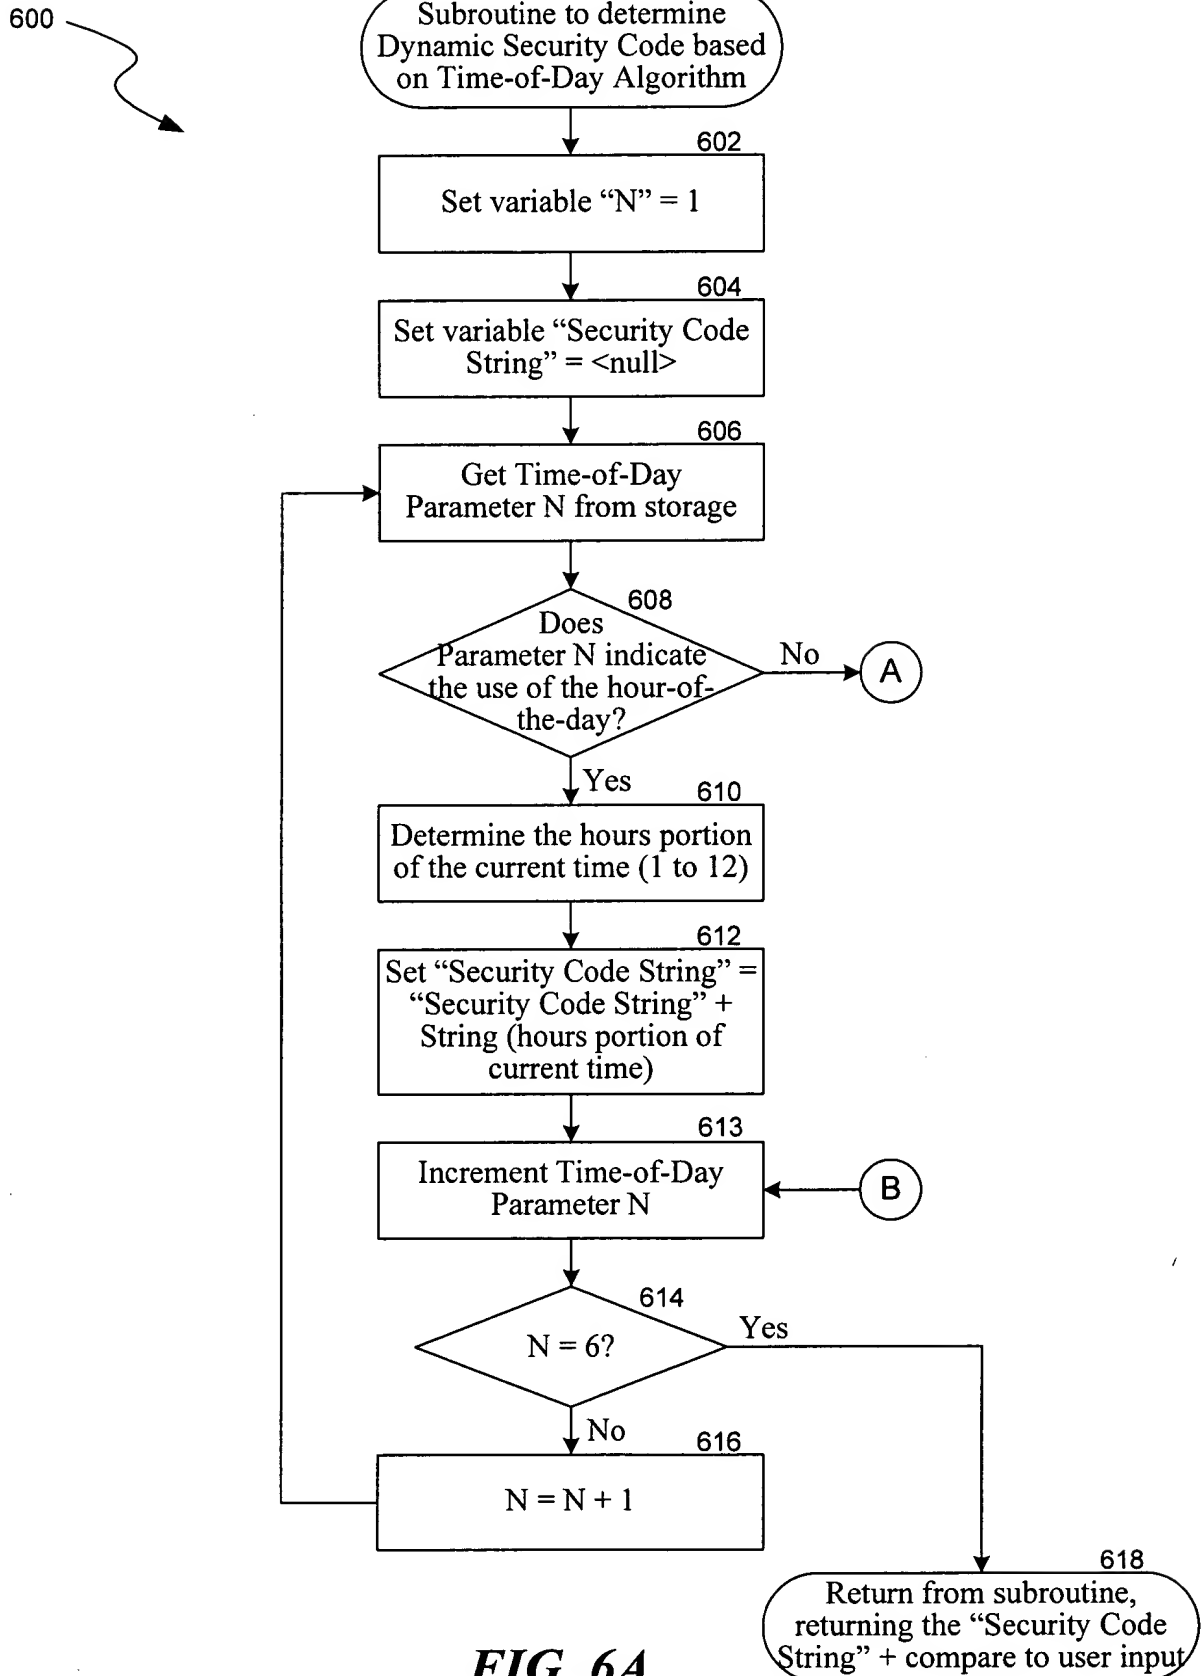 600
Subroutine to determine
Dynamic Security Code based
on Time-of-Day Algorithm
602
Set variable “N” = 1
604
Set variable “Security Code
String” = <null>
606
Get Time-of-Day
Parameter N from storage
608
Does
Parameter N indicate
the use of the hour-of-
the-day?
No
A
Yes
610
Determine the hours portion
of the current time (1 to 12)
612
Set “Security Code String” =
“Security Code String” +
String (hours portion of
current time)
613
Increment Time-of-Day
Parameter N
B
614
N = 6?
Yes
No
616
N = N + 1
618
Return from subroutine,
returning the “Security Code
String” + compare to user input
FIG. 6A